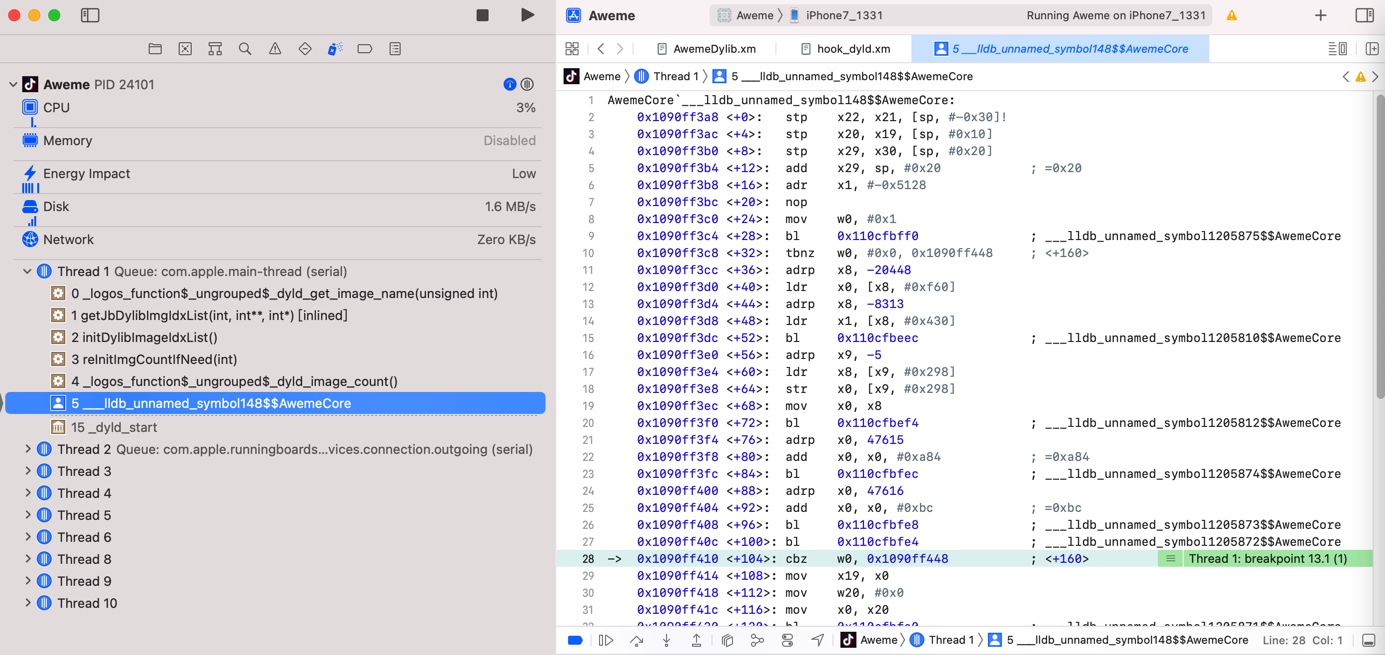 Aweme PID 24101
CPU 3%
Memory Disabled
Energy Impact Low
Disk 1.6 MB/s
Network Zero KB/s
Thread 1 Queue: com.apple.main-thread (serial)
0 _logos_function$_ungrouped$_dyld_get_image_name(unsigned int)
1 getJbDylibImgIdxList(int, int**, int*) [inlined]
2 initDylibImageIdxList()
3 reInitImgCountIfNeed(int)
4 _logos_function$_ungrouped$_dyld_image_count()
5 ___lldb_unnamed_symbol148$$AwemeCore
15 _dyld_start
Thread 2 Queue: com.apple.runningboards...vices.connection.outgoing (serial)
Thread 3
Thread 4
Thread 5
Thread 6
Thread 8
Thread 9
Thread 10
Aweme Aweme 〉 iPhone7_1331 Running Aweme on iPhone7_1331
AwemeDylib.xm hook_dyld.xm 5 ___lldb_unnamed_symbol148$$AwemeCore
Aweme 〉 Thread 1 〉 5 ___lldb_unnamed_symbol148$$AwemeCore
1 AwemeCore`___lldb_unnamed_symbol148$$AwemeCore:
2 0x1090ff3a8 <+0>: stp x22, x21, [sp, #-0x30]!
3 0x1090ff3ac <+4>: stp x20, x19, [sp, #0x10]
4 0x1090ff3b0 <+8>: stp x29, x30, [sp, #0x20]
5 0x1090ff3b4 <+12>: add x29, sp, #0x20 ; =0x20
6 0x1090ff3b8 <+16>: adr x1, #-0x5128
7 0x1090ff3bc <+20>: nop
8 0x1090ff3c0 <+24>: mov w0, #0x1
9 0x1090ff3c4 <+28>: bl 0x110cfbff0 ; ___lldb_unnamed_symbol1205875$$AwemeCore
10 0x1090ff3c8 <+32>: tbnz w0, #0x0, 0x1090ff448 ; <+160>
11 0x1090ff3cc <+36>: adrp x8, -20448
12 0x1090ff3d0 <+40>: ldr x0, [x8, #0xf60]
13 0x1090ff3d4 <+44>: adrp x8, -8313
14 0x1090ff3d8 <+48>: ldr x1, [x8, #0x430]
15 0x1090ff3dc <+52>: bl 0x110cfbeec ; ___lldb_unnamed_symbol1205810$$AwemeCore
16 0x1090ff3e0 <+56>: adrp x9, -5
17 0x1090ff3e4 <+60>: ldr x8, [x9, #0x298]
18 0x1090ff3e8 <+64>: str x0, [x9, #0x298]
19 0x1090ff3ec <+68>: mov x0, x8
20 0x1090ff3f0 <+72>: bl 0x110cfbef4 ; ___lldb_unnamed_symbol1205812$$AwemeCore
21 0x1090ff3f4 <+76>: adrp x0, 47615
22 0x1090ff3f8 <+80>: add x0, x0, #0xa84 ; =0xa84
23 0x1090ff3fc <+84>: bl 0x110cfbfec ; ___lldb_unnamed_symbol1205874$$AwemeCore
24 0x1090ff400 <+88>: adrp x0, 47616
25 0x1090ff404 <+92>: add x0, x0, #0xbc ; =0xbc
26 0x1090ff408 <+96>: bl 0x110cfbfe8 ; ___lldb_unnamed_symbol1205873$$AwemeCore
27 0x1090ff40c <+100>: bl 0x110cfbfe4 ; ___lldb_unnamed_symbol1205872$$AwemeCore
28 -> 0x1090ff410 <+104>: cbz w0, 0x1090ff448 ; <+160> Thread 1: breakpoint 13.1 (1)
29 0x1090ff414 <+108>: mov x19, x0
30 0x1090ff418 <+112>: mov w20, #0x0
31 0x1090ff41c <+116>: mov x0, x20
Aweme 〉 Thread 1 〉 5 ___lldb_unnamed_symbol148$$AwemeCore Line: 28 Col: 1